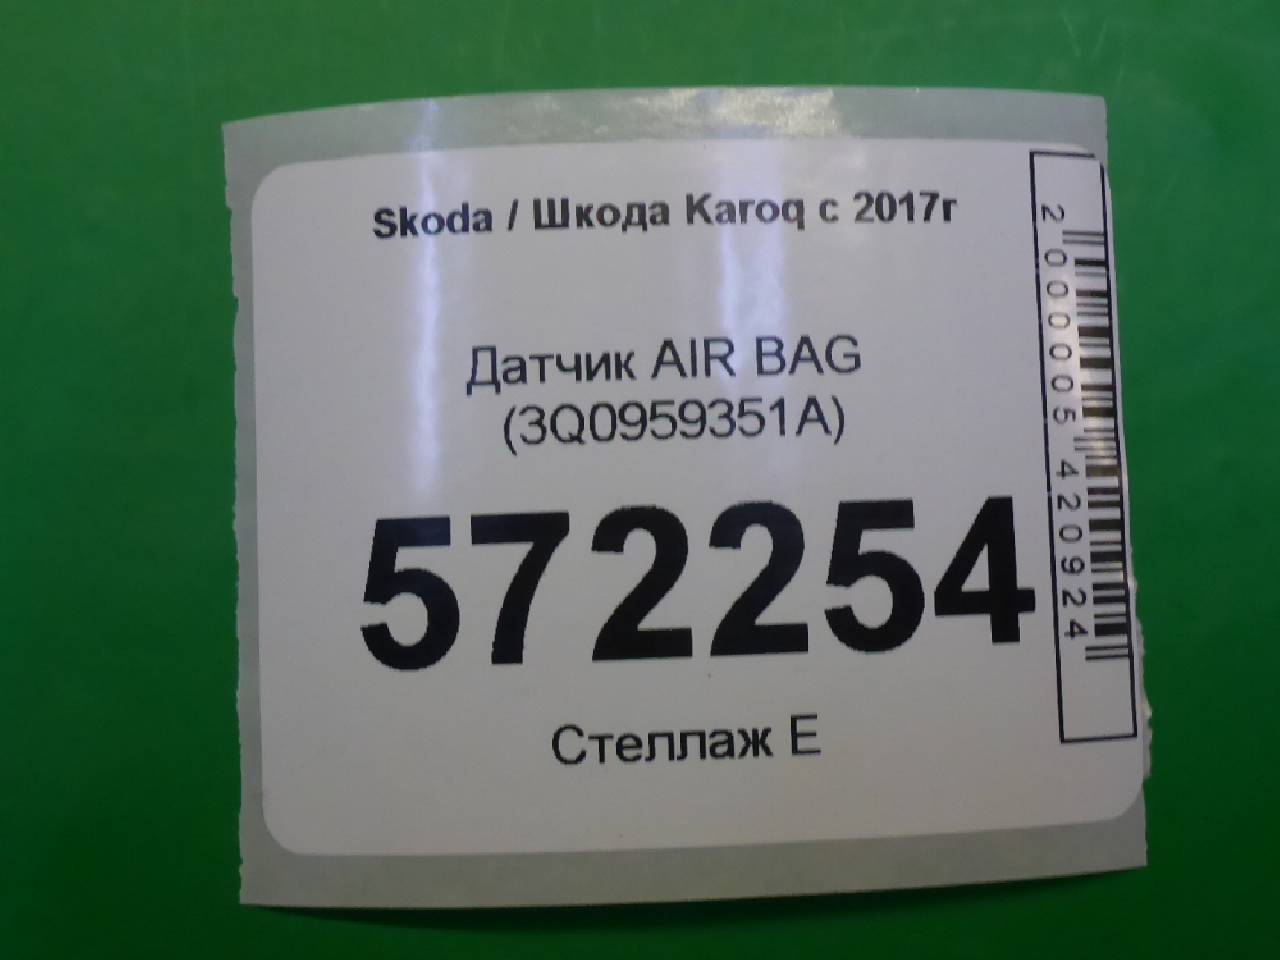 Skoda / Шкода Karoq с 2017г
Датчик AIR BAG
(3Q0959351A)
572254
Стеллаж E
2000005420924